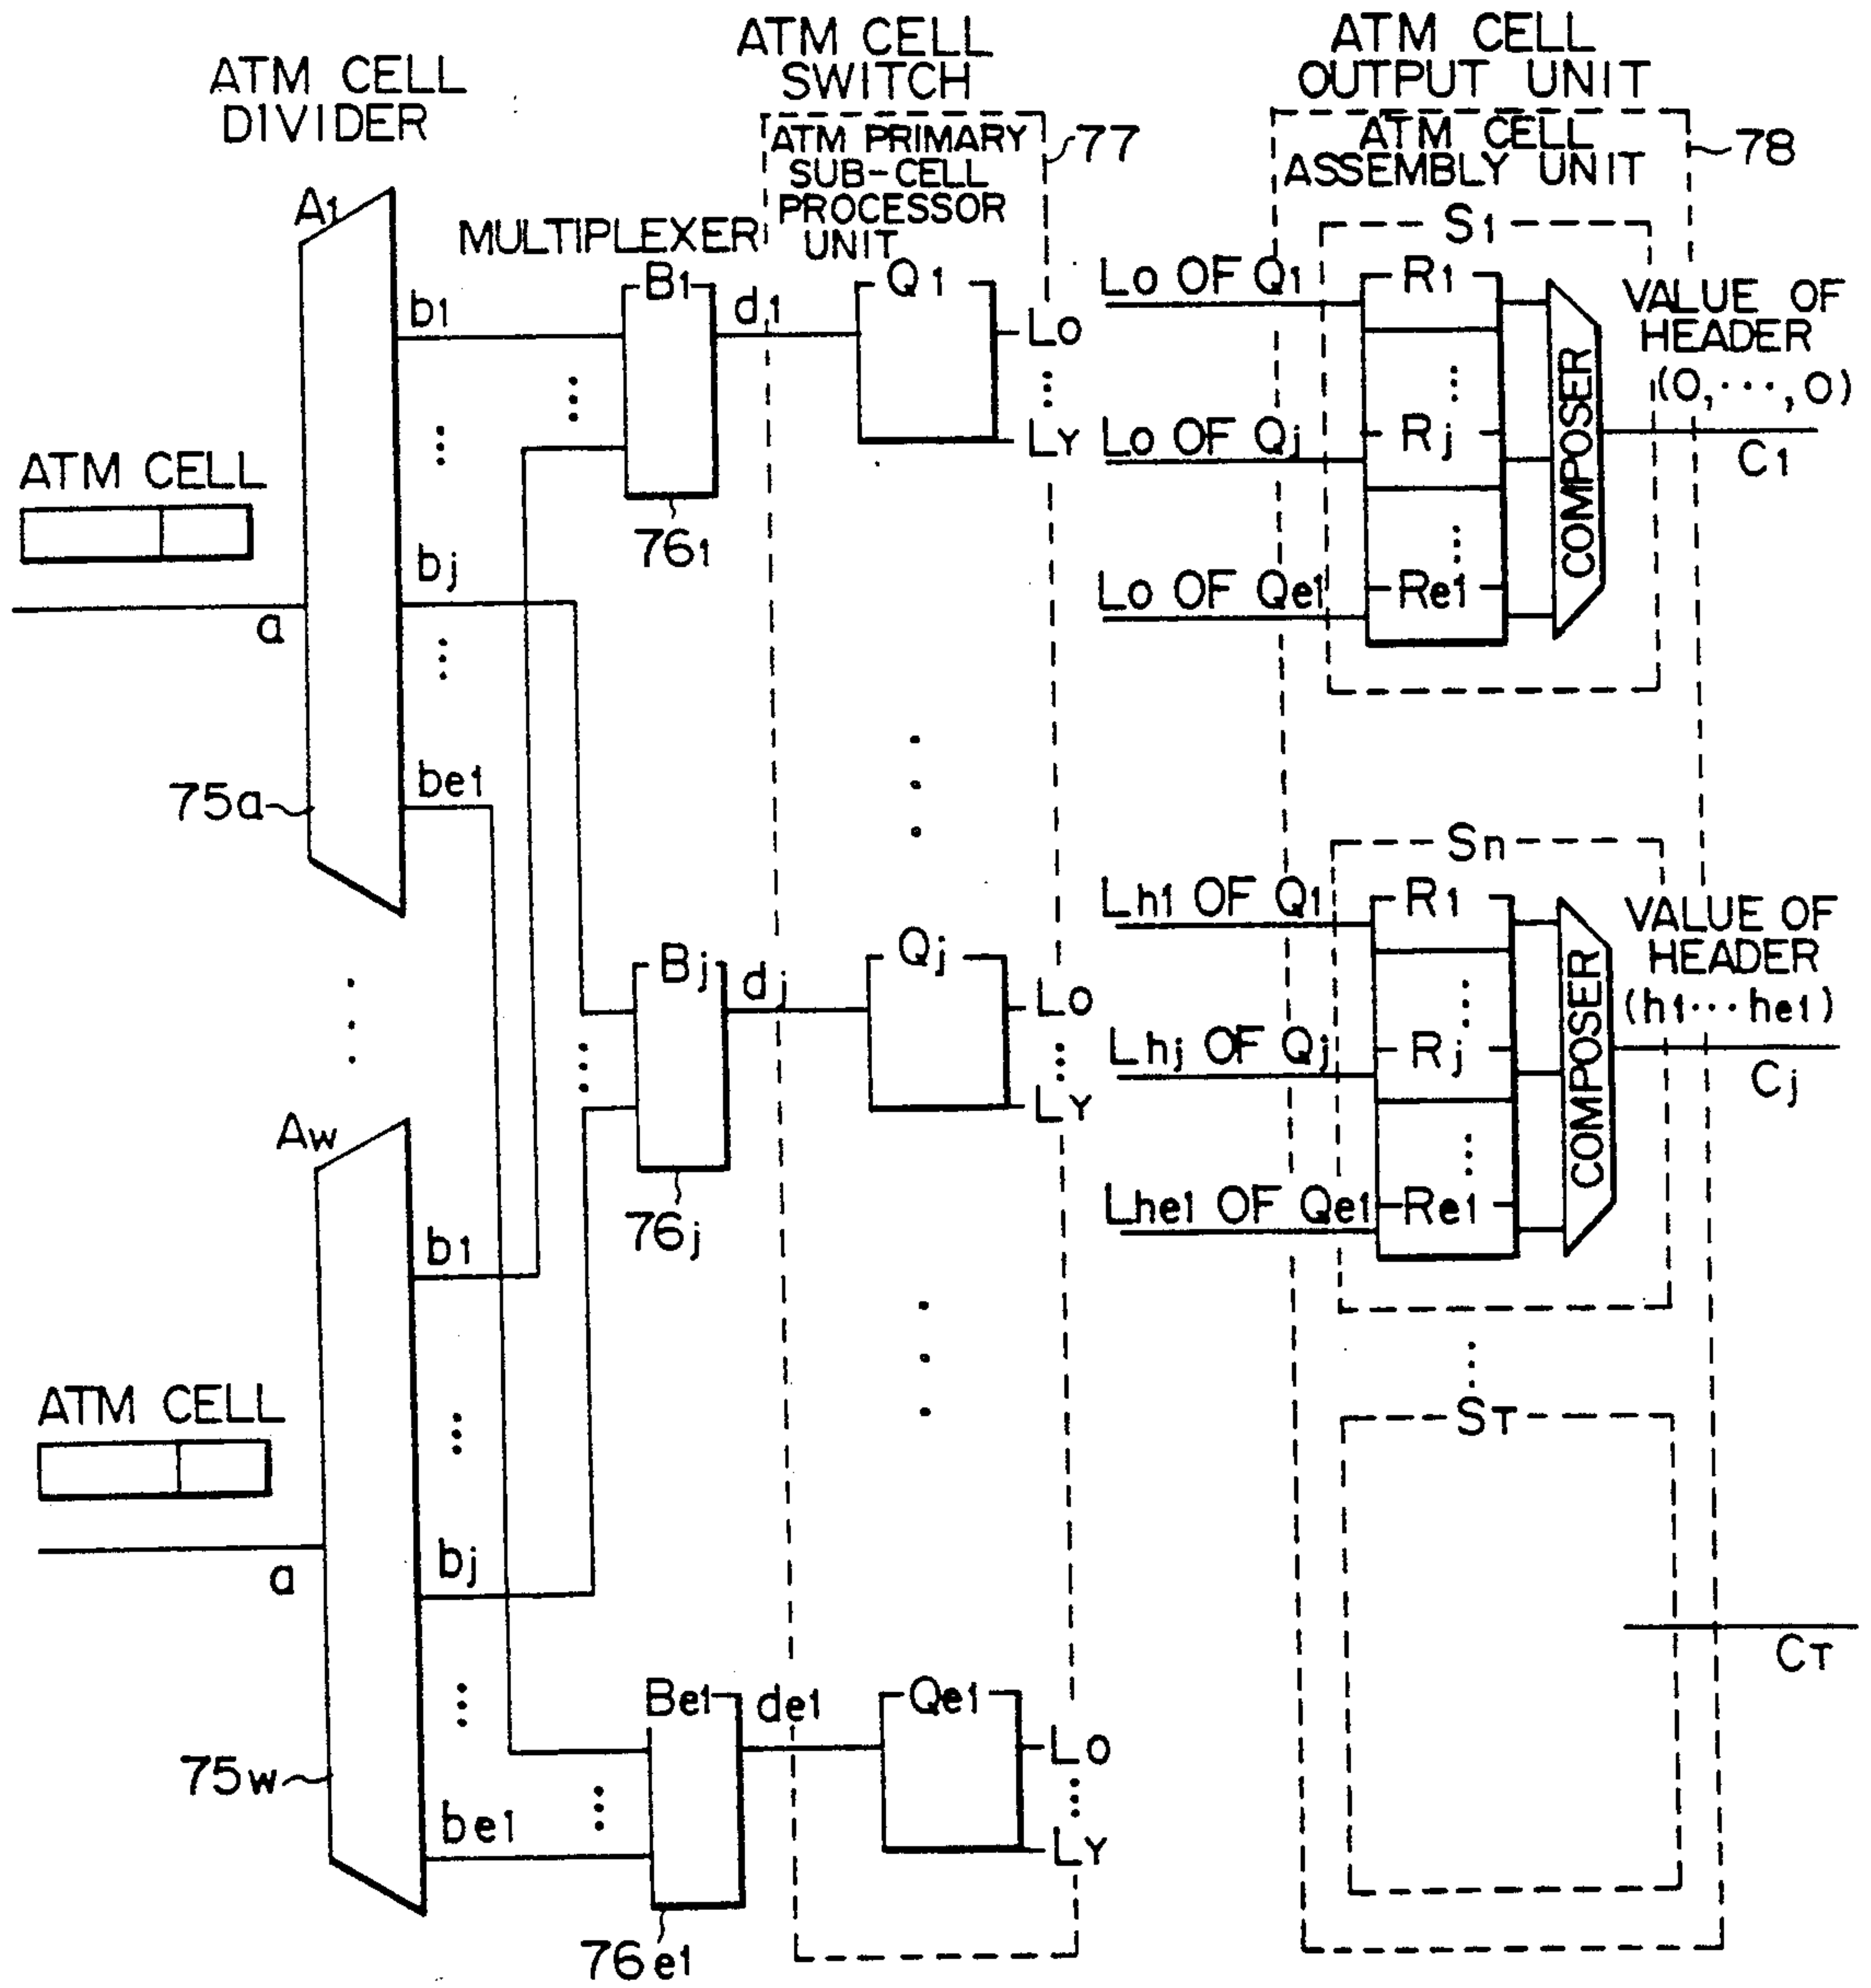 ATM CELL
DIVIDER
ATM CELL
SWITCH
ATM CELL
OUTPUT UNIT
ATM PRIMARY
SUB-CELL
PROCESSOR
UNIT
77
ATM CELL
ASSEMBLY UNIT
78
A1
MULTIPLEXER
B1
Q1
b1
d1
LO
LY
S1
LO OF Q1
R1
LO OF Qj
Rj
LO OF Qe1
Re1
COMPOSER
VALUE OF
HEADER
(0,···,0)
C1
ATM CELL
a
761
bj
be1
75a
Bj
dj
Qj
LO
LY
76j
Sn
Lh1 OF Q1
R1
Lhj OF Qj
Rj
Lhe1 OF Qe1
Re1
COMPOSER
VALUE OF
HEADER
(h1···he1)
Cj
Aw
b1
ATM CELL
a
bj
ST
CT
75w
be1
Be1
de1
Qe1
LO
LY
76e1